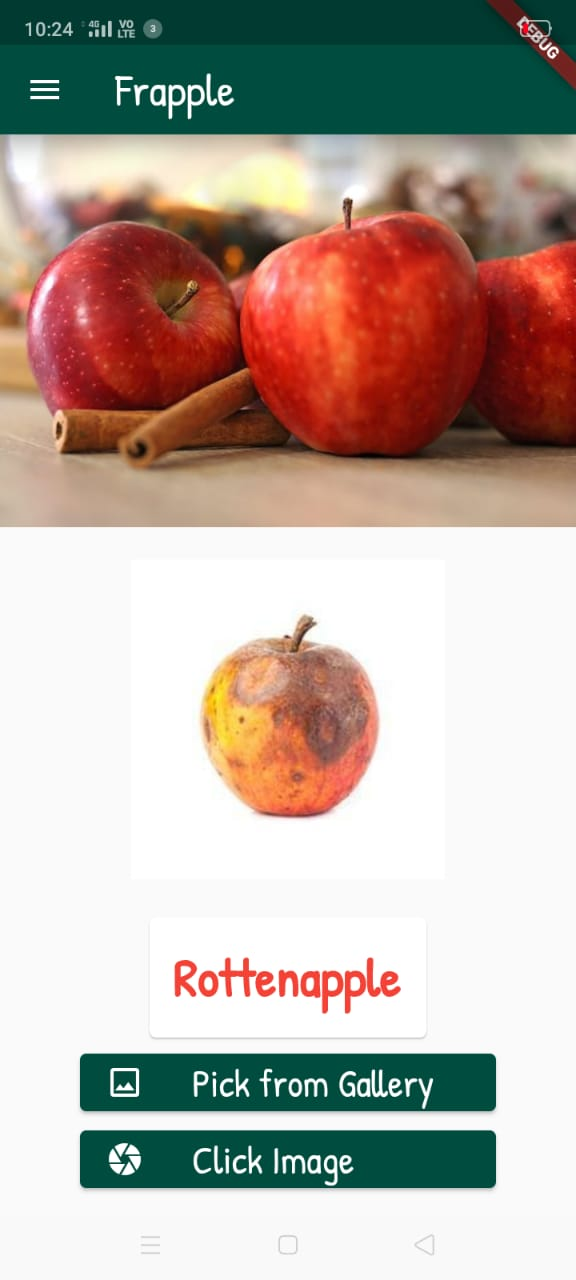 10:24 4G VO LTE 3
DEBUG
Frapple
Rottenapple
Pick from Gallery
Click Image